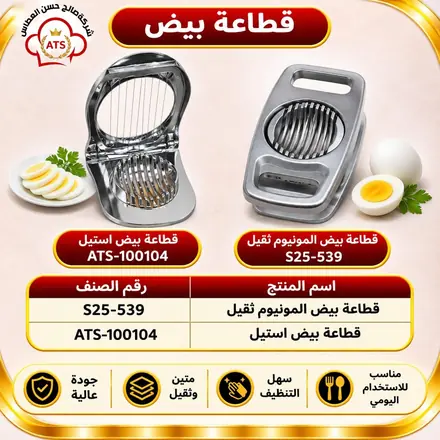 قطاعة بيض
شركة صالح حسن العطاس
ATS
قطاعة بيض المونيوم ثقيل
S25-539
قطاعة بيض استيل
ATS-100104
اسم المنتج
رقم الصنف
قطاعة بيض المونيوم ثقيل
S25-539
قطاعة بيض استيل
ATS-100104
مناسب
للاستخدام
اليومي
سهل
التنظيف
متين
وثقيل
جودة
عالية